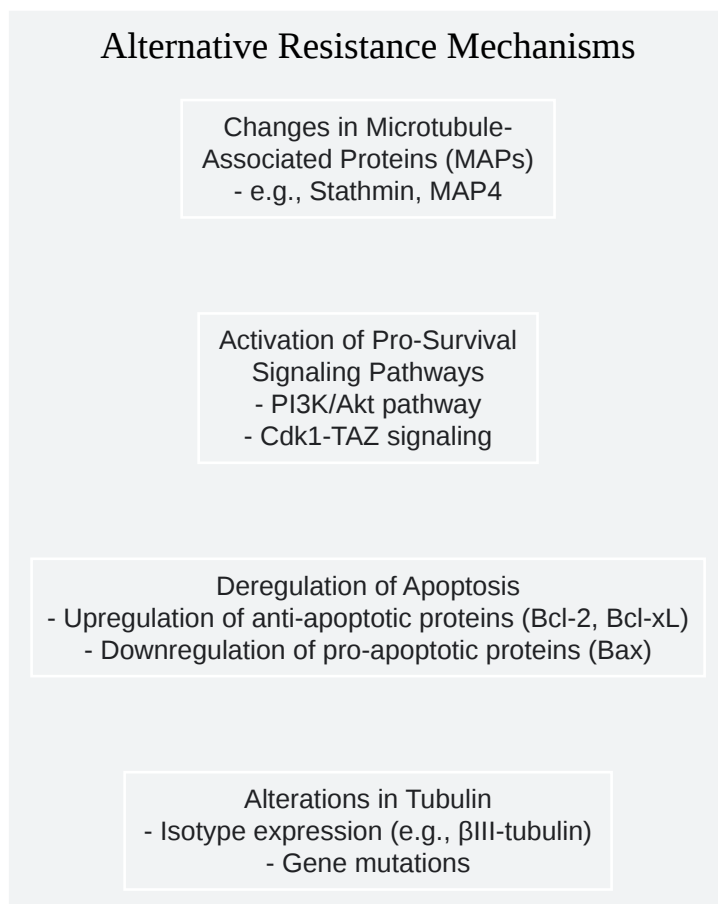 Alternative Resistance Mechanisms
Changes in Microtubule-
Associated Proteins (MAPs)
- e.g., Stathmin, MAP4
Activation of Pro-Survival
Signaling Pathways
- PI3K/Akt pathway
- Cdk1-TAZ signaling
Deregulation of Apoptosis
- Upregulation of anti-apoptotic proteins (Bcl-2, Bcl-xL)
- Downregulation of pro-apoptotic proteins (Bax)
Alterations in Tubulin
- Isotype expression (e.g., βIII-tubulin)
- Gene mutations